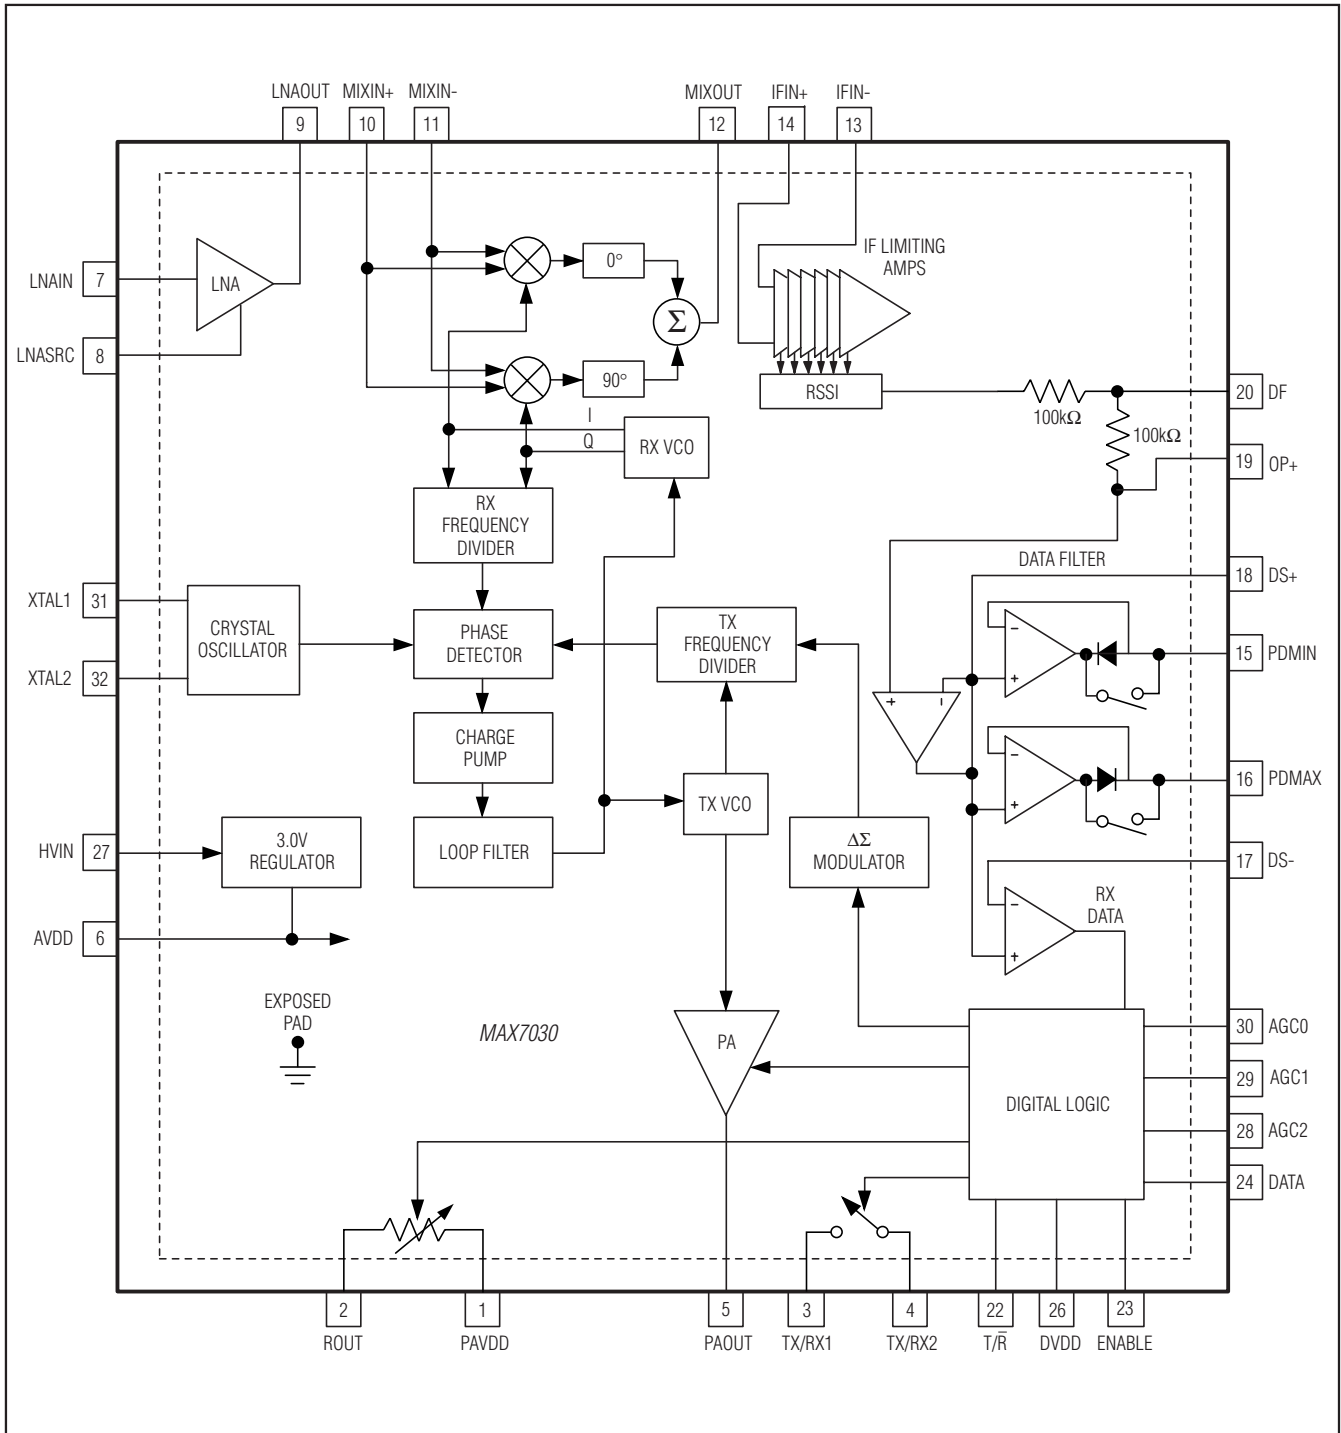 LNAOUT MIXIN+ MIXIN- MIXOUT IFIN+ IFIN-
9 10 11 12 14 13
IF LIMITING
AMPS
LNAIN 7
LNA
0°
Σ
LNASRC 8
90°
RSSI
20 DF
100kΩ
100kΩ
I
Q
RX VCO
19 OP+
RX
FREQUENCY
DIVIDER
DATA FILTER
18 DS+
XTAL1 31
CRYSTAL
OSCILLATOR
XTAL2 32
PHASE
DETECTOR
TX
FREQUENCY
DIVIDER
−
+
15 PDMIN
+ −
CHARGE
PUMP
−
+
16 PDMAX
TX VCO
HVIN 27
3.0V
REGULATOR
LOOP FILTER
ΔΣ
MODULATOR
17 DS-
RX
DATA
−
+
AVDD 6
EXPOSED
PAD
MAX7030
PA
DIGITAL LOGIC
30 AGC0
29 AGC1
28 AGC2
24 DATA
2 1 5 3 4 22 26 23
ROUT PAVDD PAOUT TX/RX1 TX/RX2 T/R̅ DVDD ENABLE